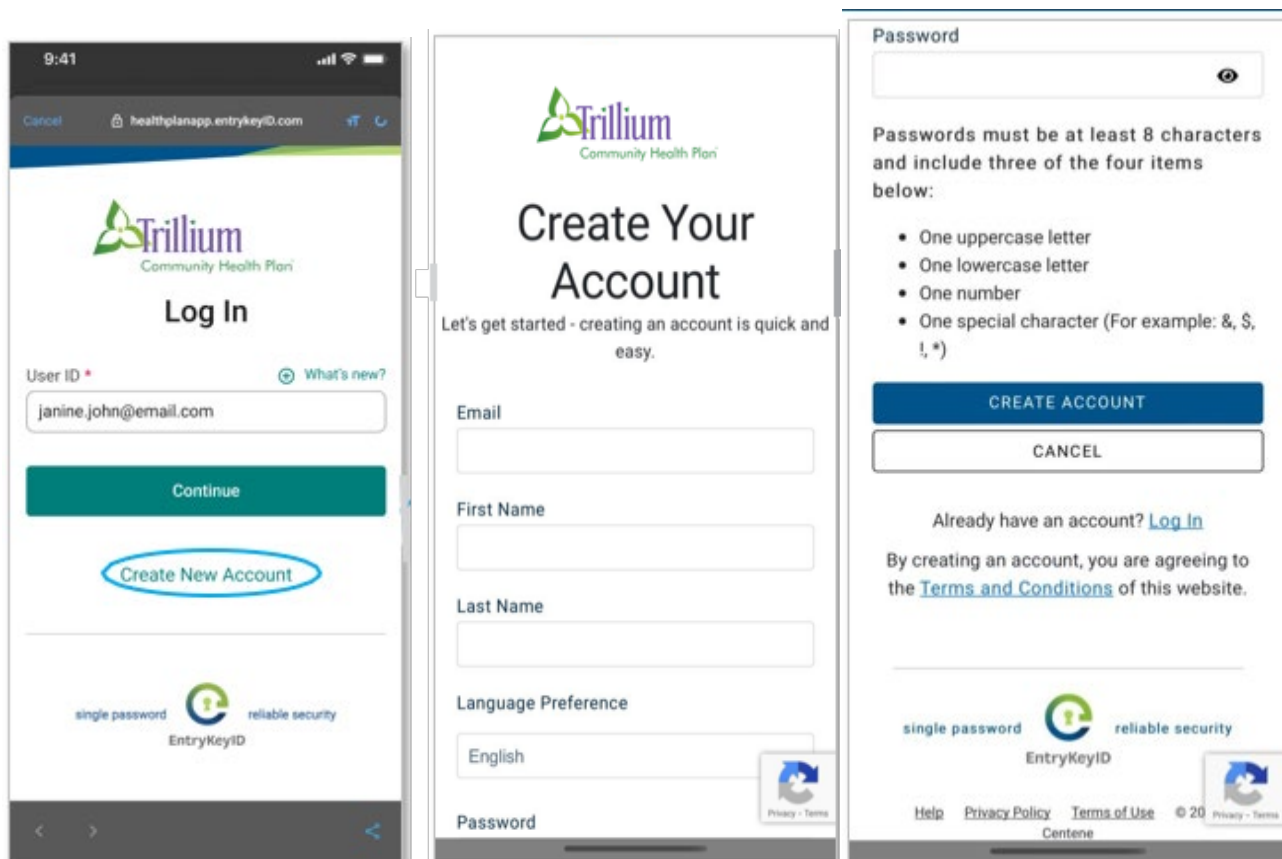 9:41
Cancel
healthplanapp.entrykeyID.com
Trillium
Community Health Plan
Log In
User ID *
What's new?
janine.john@email.com
Continue
Create New Account
single password
reliable security
EntryKeyID
Trillium
Community Health Plan
Create Your
Account
Let's get started - creating an account is quick and
easy.
Email
First Name
Last Name
Language Preference
English
Privacy - Terms
Password
Password
Passwords must be at least 8 characters
and include three of the four items
below:
• One uppercase letter
• One lowercase letter
• One number
• One special character (For example: &, $,
!, *)
CREATE ACCOUNT
CANCEL
Already have an account? Log In
By creating an account, you are agreeing to
the Terms and Conditions of this website.
single password
reliable security
EntryKeyID
Help Privacy Policy Terms of Use © 20
Privacy - Terms
Centene